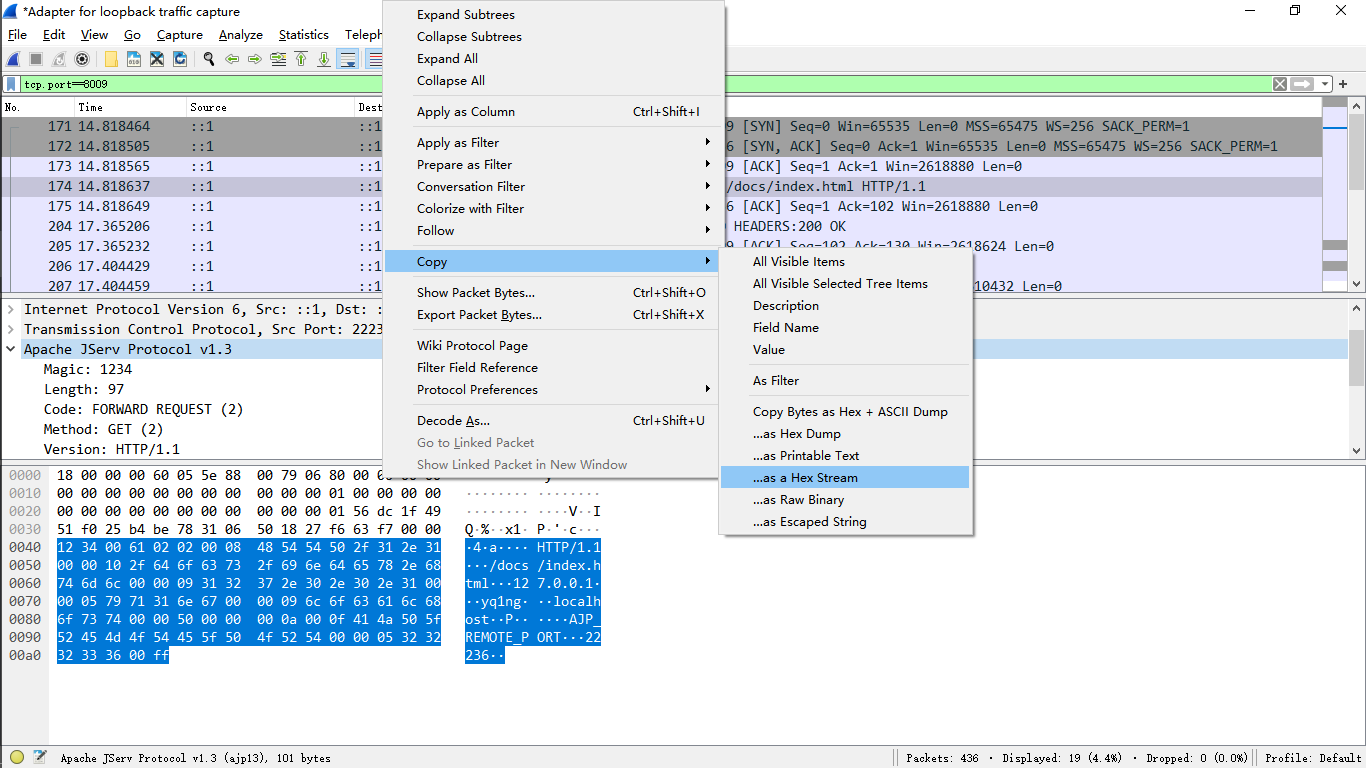 *Adapter for loopback traffic capture
File Edit View Go Capture Analyze Statistics Teleph
tcp.port==8009
No. Time Source Dest
171 14.818464 ::1 ::1 9 [SYN] Seq=0 Win=65535 Len=0 MSS=65475 WS=256 SACK_PERM=1
172 14.818505 ::1 ::1 6 [SYN, ACK] Seq=0 Ack=1 Win=65535 Len=0 MSS=65475 WS=256 SACK_PERM=1
173 14.818565 ::1 ::1 9 [ACK] Seq=1 Ack=1 Win=2618880 Len=0
174 14.818637 ::1 ::1 /docs/index.html HTTP/1.1
175 14.818649 ::1 ::1 6 [ACK] Seq=1 Ack=102 Win=2618880 Len=0
204 17.365206 ::1 ::1 HEADERS:200 OK
205 17.365232 ::1 ::1 9 [ACK] Seq=102 Ack=130 Win=2618624 Len=0
206 17.404429 ::1 ::1
207 17.404459 ::1 ::1 10432 Len=0
Expand Subtrees
Collapse Subtrees
Expand All
Collapse All
Apply as Column Ctrl+Shift+I
Apply as Filter
Prepare as Filter
Conversation Filter
Colorize with Filter
Follow
Copy
Show Packet Bytes... Ctrl+Shift+O
Export Packet Bytes... Ctrl+Shift+X
Wiki Protocol Page
Filter Field Reference
Protocol Preferences
Decode As... Ctrl+Shift+U
Go to Linked Packet
Show Linked Packet in New Window
All Visible Items
All Visible Selected Tree Items
Description
Field Name
Value
As Filter
Copy Bytes as Hex + ASCII Dump
...as Hex Dump
...as Printable Text
...as a Hex Stream
...as Raw Binary
...as Escaped String
Internet Protocol Version 6, Src: ::1, Dst: :
Transmission Control Protocol, Src Port: 2223
Apache JServ Protocol v1.3
Magic: 1234
Length: 97
Code: FORWARD REQUEST (2)
Method: GET (2)
Version: HTTP/1.1
0000 18 00 00 00 60 05 5e 88 00 79 06 80 00 00 00 00
0010 00 00 00 00 00 00 00 00 00 00 01 00 00 00 00 ········ ········
0020 00 00 00 00 00 00 00 00 00 00 01 56 dc 1f 49 ········ ····V··I
0030 51 f0 25 b4 be 78 31 06 50 18 27 f6 63 f7 00 00 Q·%··x1· P·'·c···
0040 12 34 00 61 02 02 00 08 48 54 54 50 2f 31 2e 31 ·4·a···· HTTP/1.1
0050 00 00 10 2f 64 6f 63 73 2f 69 6e 64 65 78 2e 68 ···/docs /index.h
0060 74 6d 6c 00 00 09 31 32 37 2e 30 2e 30 2e 31 00 tml···12 7.0.0.1·
0070 00 05 79 71 31 6e 67 00 00 09 6c 6f 63 61 6c 68 ··yq1ng· ··localh
0080 6f 73 74 00 00 50 00 00 00 0a 00 0f 41 4a 50 5f ost··P·· ····AJP_
0090 52 45 4d 4f 54 45 5f 50 4f 52 54 00 00 05 32 32 REMOTE_P ORT···22
00a0 32 33 36 00 ff 236··
Apache JServ Protocol v1.3 (ajp13), 101 bytes Packets: 436 · Displayed: 19 (4.4%) · Dropped: 0 (0.0%) Profile: Default